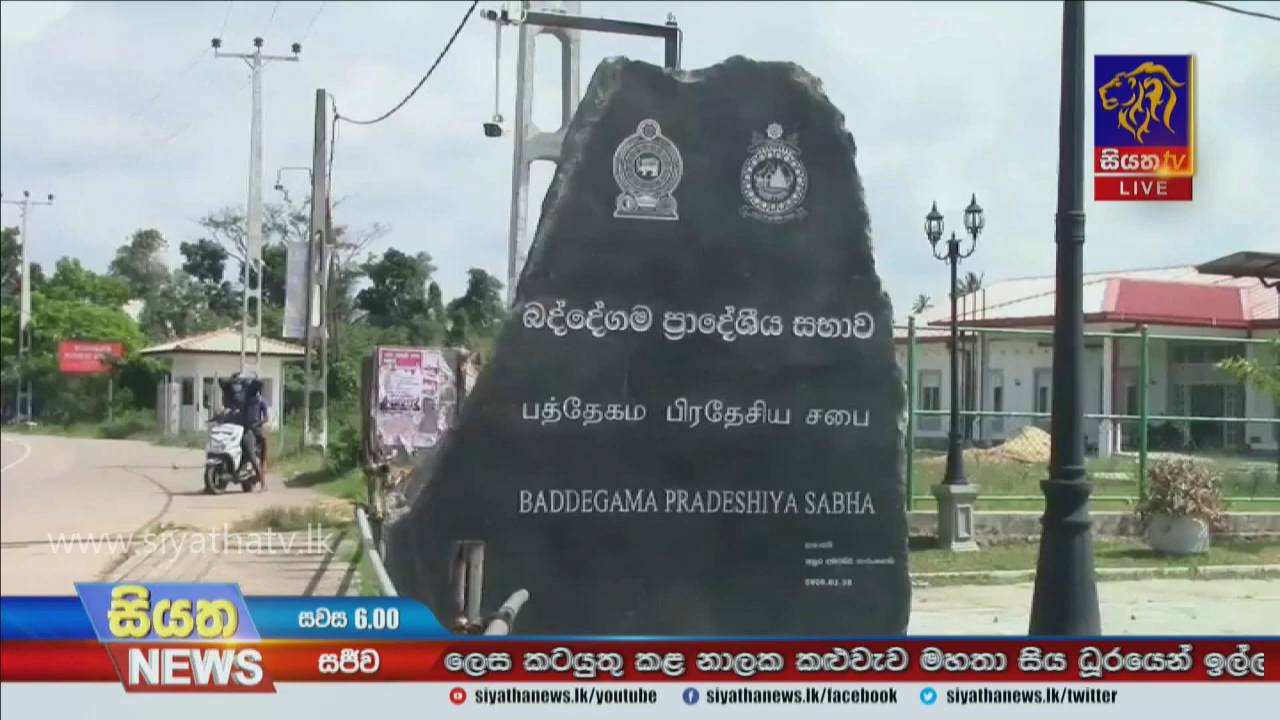 සියත tv
LIVE
බද්දේගම ප්‍රාදේශීය සභාව
பத்தேகம பிரதேசிய சபை
BADDEGAMA PRADESHIYA SABHA
www.siyathatv.lk
සියත
NEWS
සවස 6.00
සජීව
ලෙස කටයුතු කළ නාලක කළුවැව මහතා සිය ධූරයෙන් ඉල්ල
siyathanews.lk/youtube
siyathanews.lk/facebook
siyathanews.lk/twitter